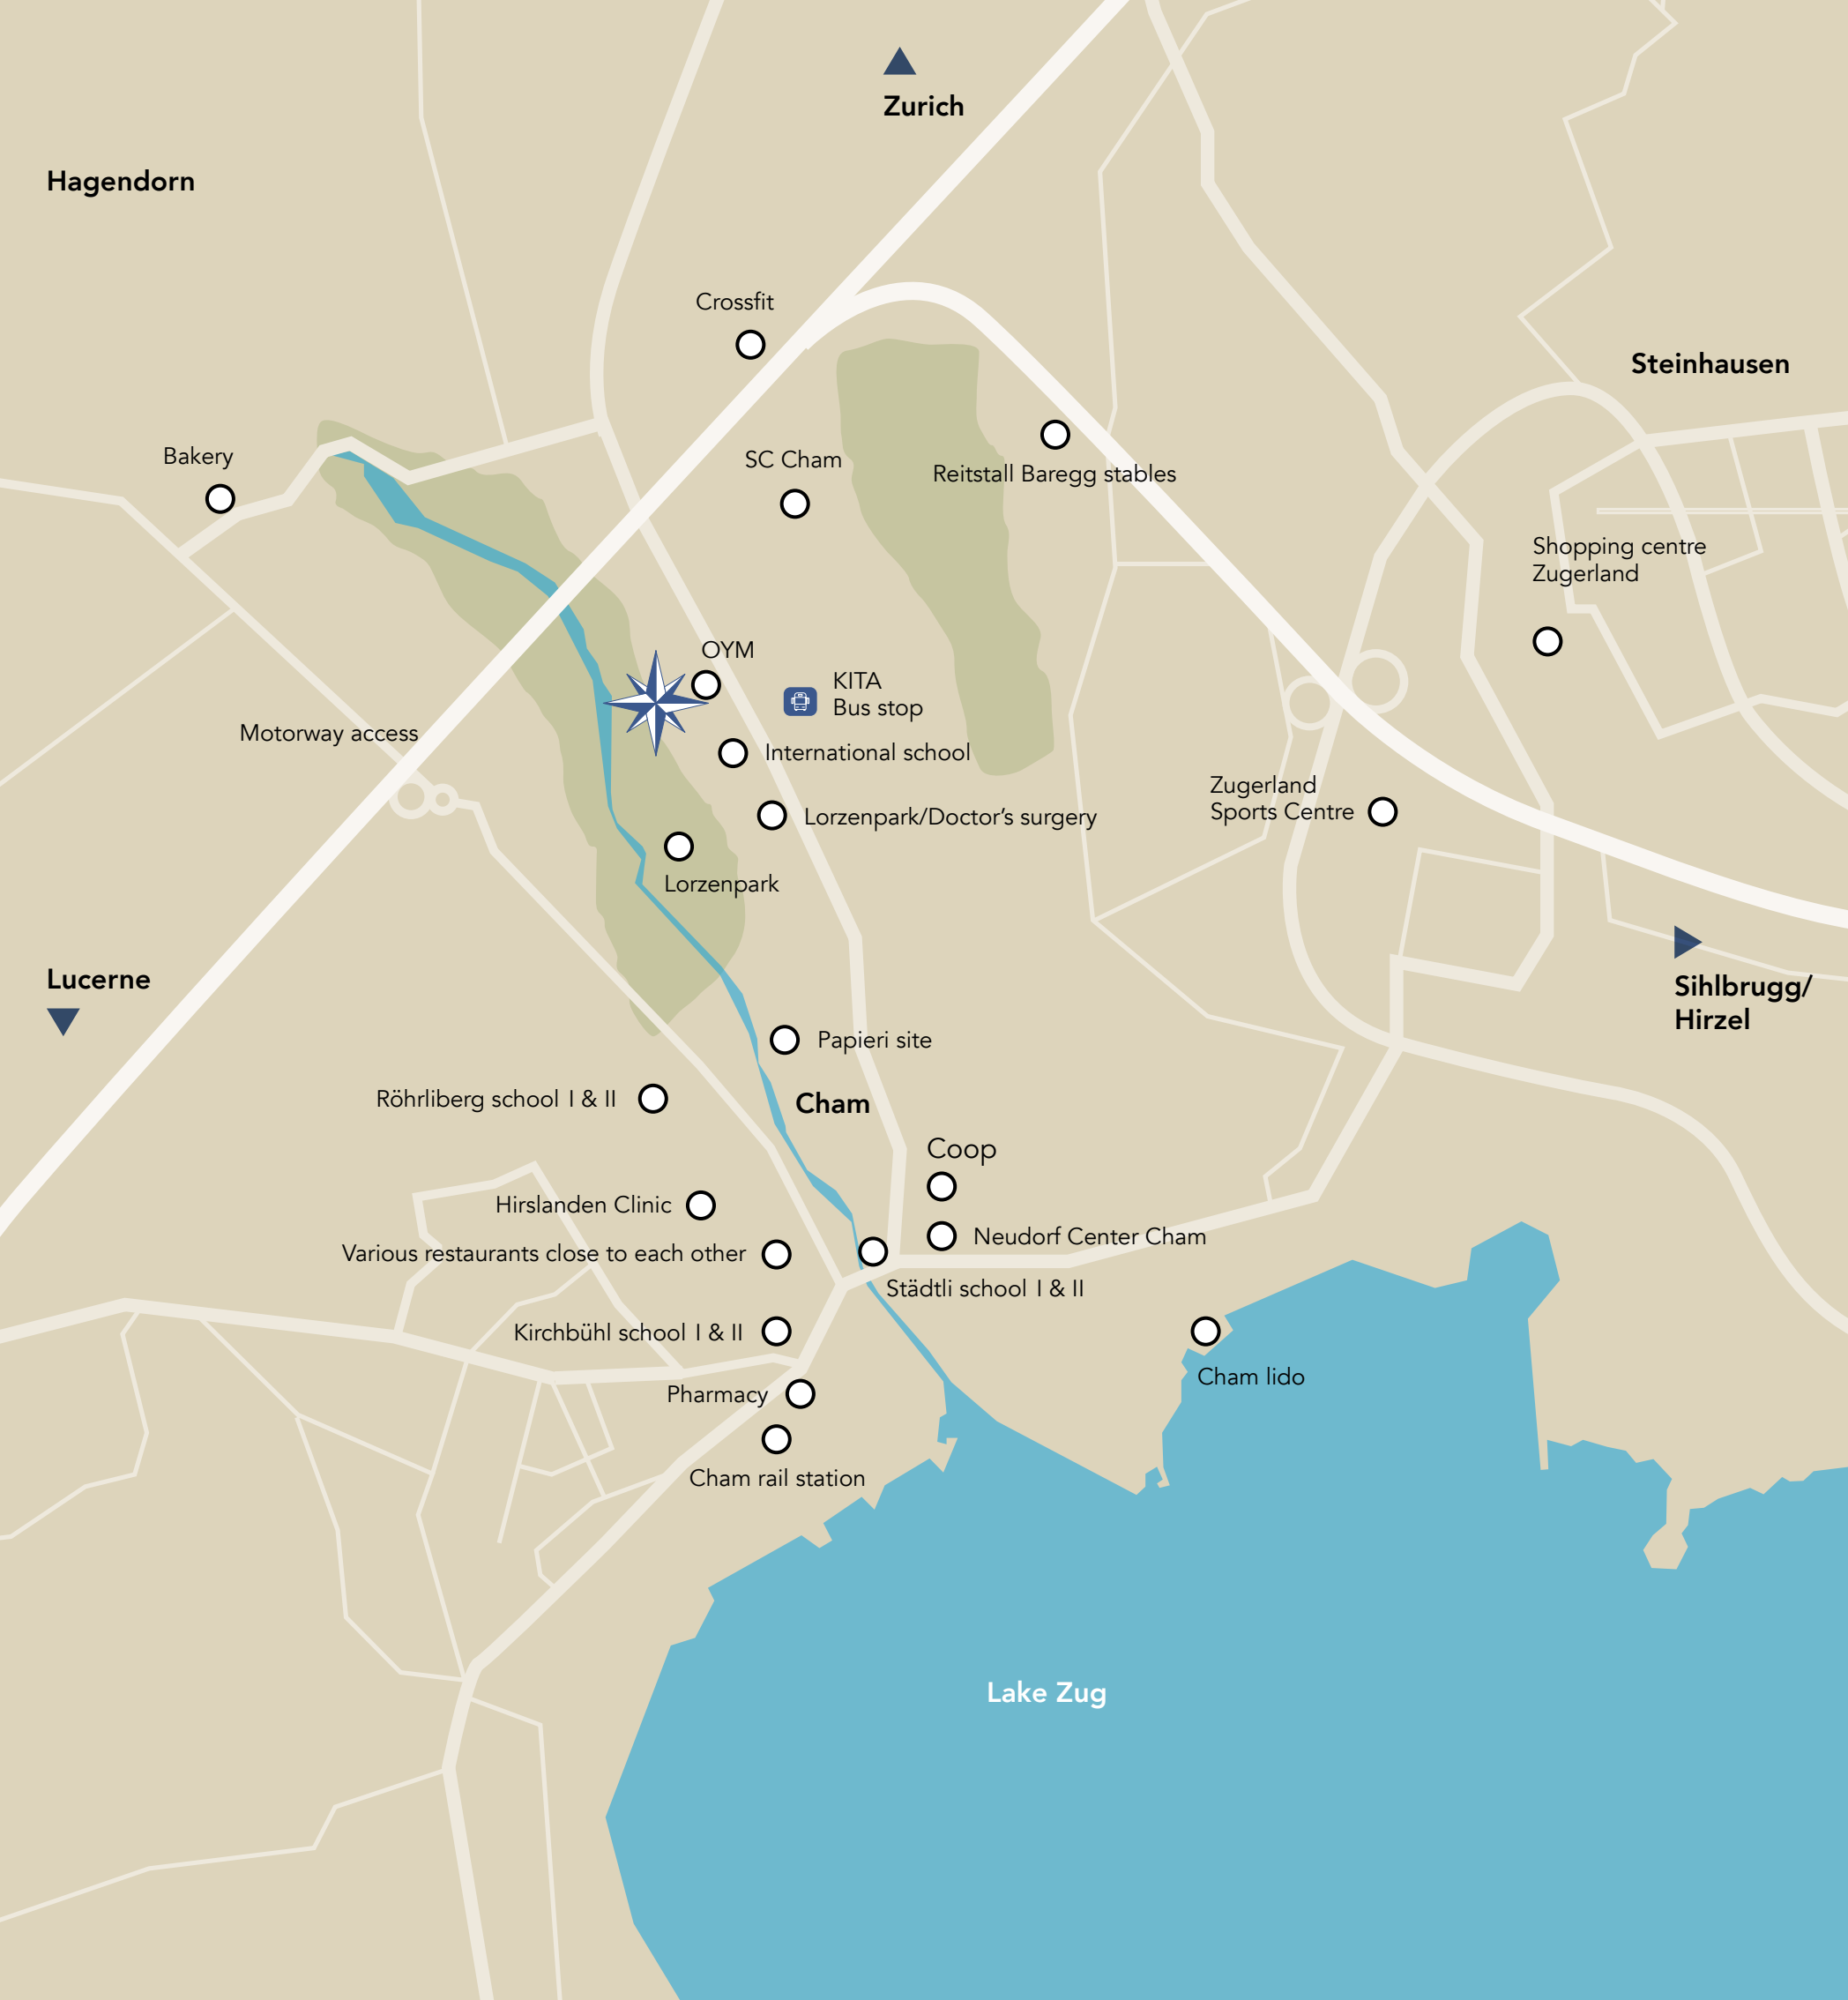 Zurich
Hagendorn
Crossfit
Steinhausen
Bakery
SC Cham
Reitstall Baregg stables
Shopping centre
Zugerland
OYM
KITA
Bus stop
Motorway access
International school
Zugerland
Sports Centre
Lorzenpark/Doctor’s surgery
Lorzenpark
Lucerne
Sihlbrugg/
Hirzel
Papieri site
Röhrliberg school I & II
Cham
Coop
Hirslanden Clinic
Neudorf Center Cham
Various restaurants close to each other
Städtli school I & II
Kirchbühl school I & II
Cham lido
Pharmacy
Cham rail station
Lake Zug